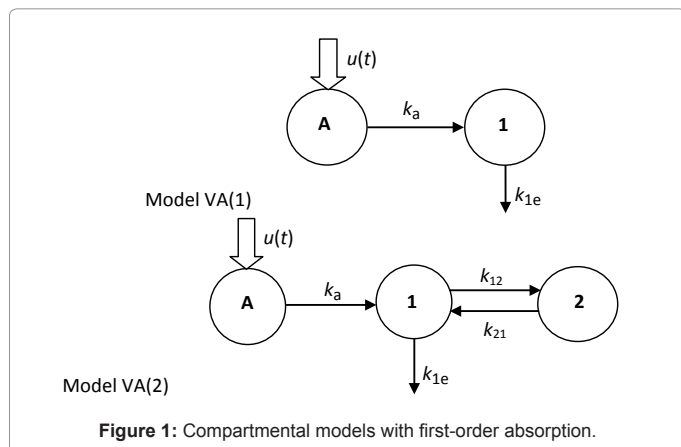 u(t)
A
kₐ
1
k₁ₑ
Model VA(1)
u(t)
A
kₐ
1
k₁₂
2
k₂₁
k₁ₑ
Model VA(2)
Figure 1: Compartmental models with first-order absorption.